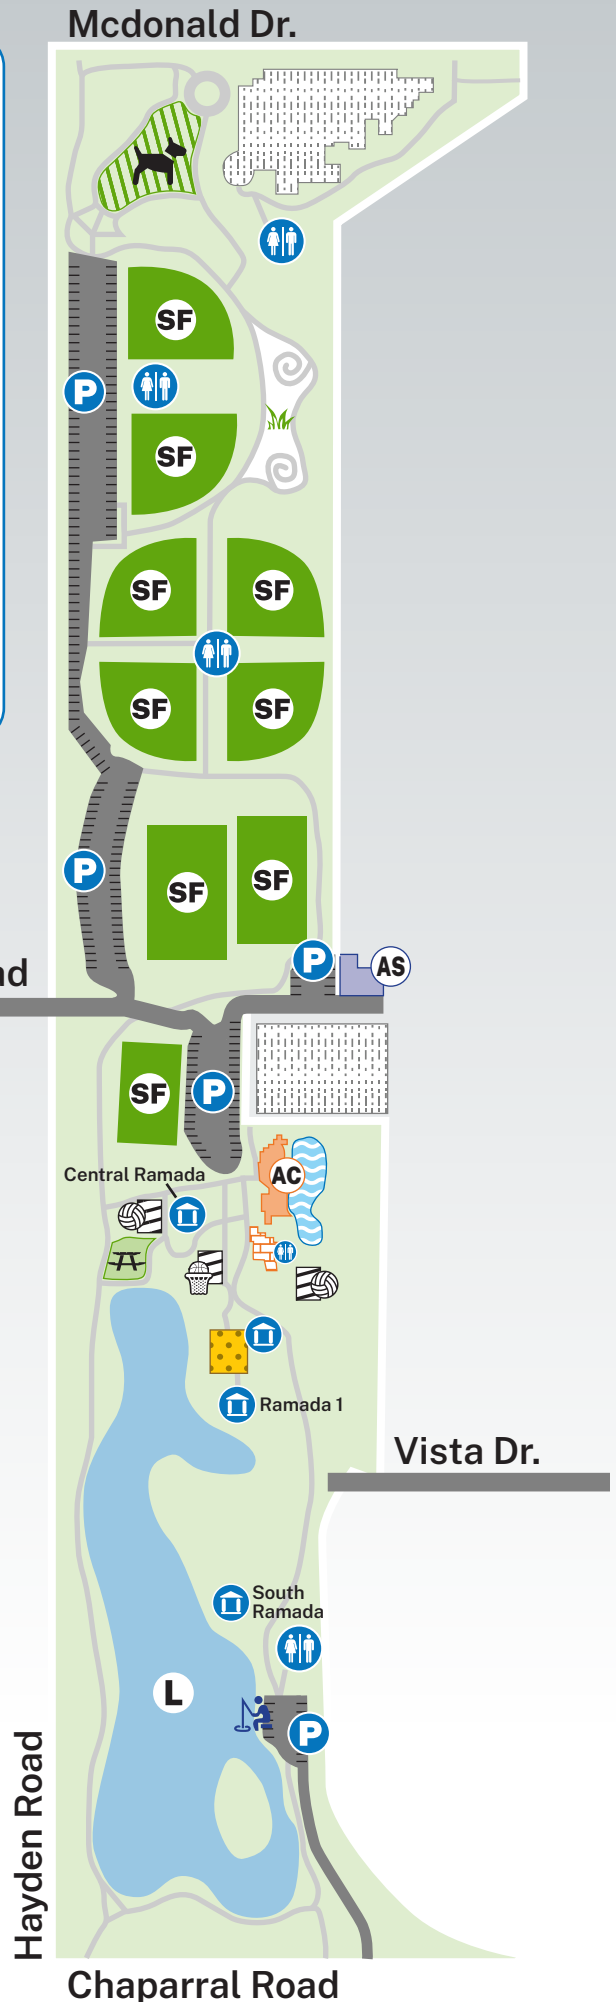 Mcdonald Dr.
SF
P
SF
SF
SF
SF
SF
P
SF
SF
P
AS
nd
SF
P
Central Ramada
AC
Ramada 1
Vista Dr.
South
Ramada
L
P
Hayden Road
Chaparral Road